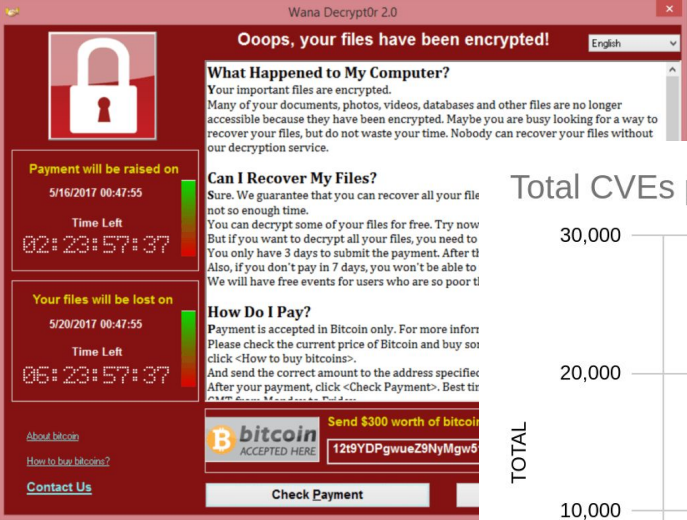 Wana Decrypt0r 2.0
Ooops, your files have been encrypted!
English
What Happened to My Computer?
Your important files are encrypted.
Many of your documents, photos, videos, databases and other files are no longer
accessible because they have been encrypted. Maybe you are busy looking for a way to
recover your files, but do not waste your time. Nobody can recover your files without
our decryption service.
Can I Recover My Files?
Sure. We guarantee that you can recover all your file
not so enough time.
You can decrypt some of your files for free. Try now
But if you want to decrypt all your files, you need to
You only have 3 days to submit the payment. After th
Also, if you don't pay in 7 days, you won't be able to
We will have free events for users who are so poor t
How Do I Pay?
Payment is accepted in Bitcoin only. For more infor
Please check the current price of Bitcoin and buy so
click <How to buy bitcoins>.
And send the correct amount to the address specifie
After your payment, click <Check Payment>. Best ti
GMT from Monday to Friday.
Payment will be raised on
5/16/2017 00:47:55
Time Left
02:23:57:37
Your files will be lost on
5/20/2017 00:47:55
Time Left
06:23:57:37
About bitcoin
How to buy bitcoins?
Contact Us
bitcoin
ACCEPTED HERE
Send $300 worth of bitcoin
12t9YDPgwueZ9NyMgw5
Check Payment
Total CVEs
30,000
20,000
10,000
TOTAL